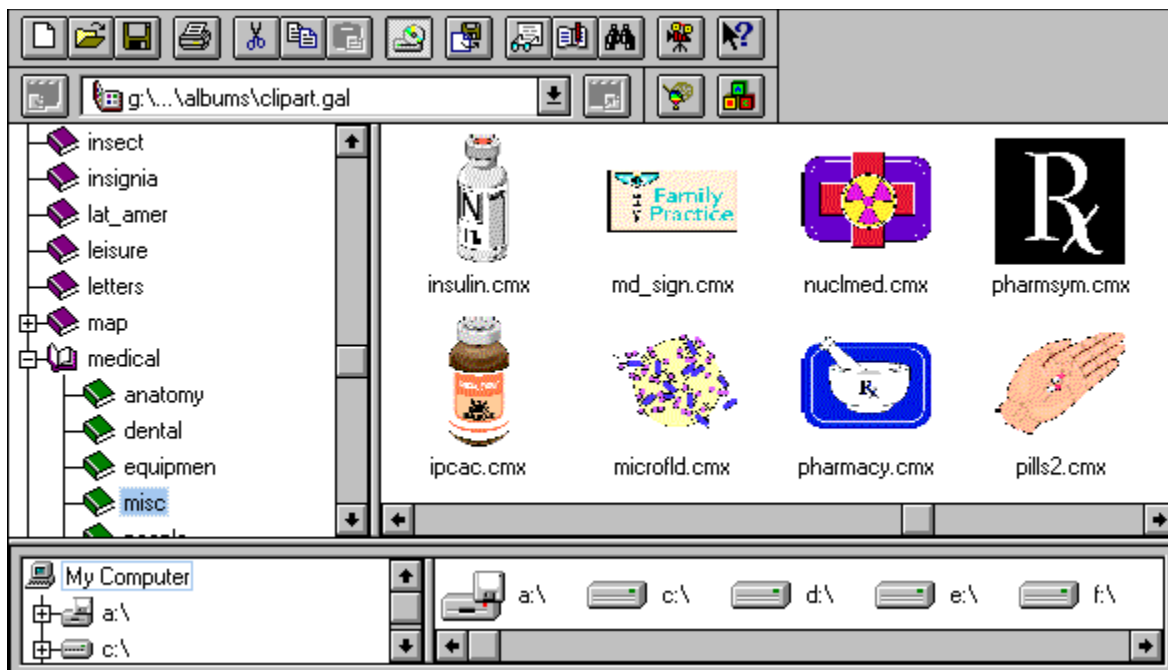 ?
g:\...\albums\clipart.gal
insect
insignia
lat_amer
leisure
letters
map
medical
anatomy
dental
equipmen
misc
people
N
Family
Practice
Rx
insulin.cmx md_sign.cmx nuclmed.cmx pharmsym.cmx
Rx
ipcac.cmx microfld.cmx pharmacy.cmx pills2.cmx
My Computer
a:\
c:\
a:\ c:\ d:\ e:\ f:\